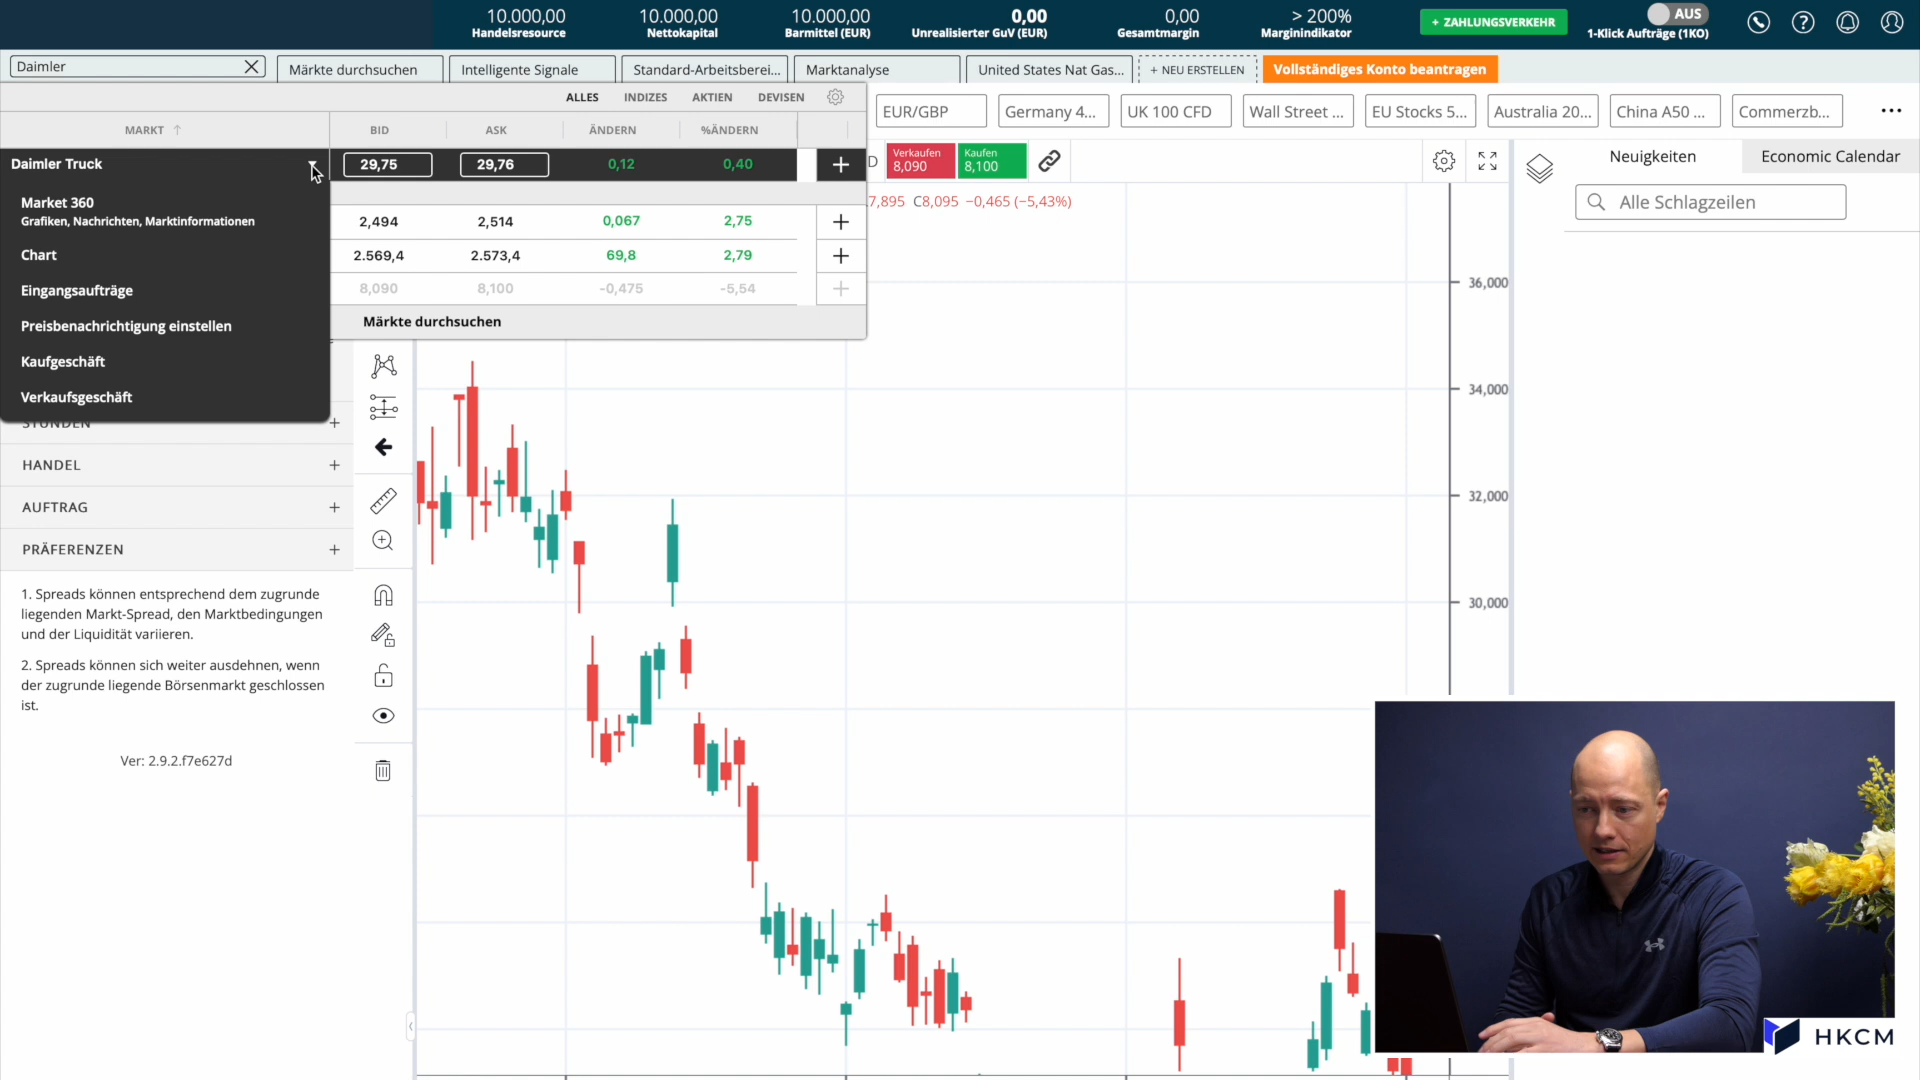 10.000,00
Handelsresource
10.000,00
Nettokapital
10.000,00
Barmittel (EUR)
0,00
Unrealisierter GuV (EUR)
0,00
Gesamtmargin
> 200%
Marginindikator
+ ZAHLUNGSVERKEHR
AUS
1-Klick Aufträge (1KO)
Daimler
Märkte durchsuchen
Intelligente Signale
Standard-Arbeitsberei...
Marktanalyse
United States Nat Gas...
+ NEU ERSTELLEN
Vollständiges Konto beantragen
ALLES INDIZES AKTIEN DEVISEN
EUR/GBP
Germany 4...
UK 100 CFD
Wall Street ...
EU Stocks 5...
Australia 20...
China A50 ...
Commerzb...
MARKT BID ASK ÄNDERN %ÄNDERN
Daimler Truck 29,75 29,76 0,12 0,40
D
Verkaufen
8,090
Kaufen
8,100
Neuigkeiten
Economic Calendar
Alle Schlagzeilen
7,895 C8,095 −0,465 (−5,43%)
Market 360
Grafiken, Nachrichten, Marktinformationen
Chart
Eingangsaufträge
Preisbenachrichtigung einstellen
Kaufgeschäft
Verkaufsgeschäft
2,494 2,514 0,067 2,75
2.569,4 2.573,4 69,8 2,79
8,090 8,100 -0,475 -5,54
Märkte durchsuchen
STUNDEN
HANDEL
AUFTRAG
PRÄFERENZEN
1. Spreads können entsprechend dem zugrunde
liegenden Markt-Spread, den Marktbedingungen
und der Liquidität variieren.
2. Spreads können sich weiter ausdehnen, wenn
der zugrunde liegende Börsenmarkt geschlossen
ist.
Ver: 2.9.2.f7e627d
36,000
34,000
32,000
30,000
HKCM